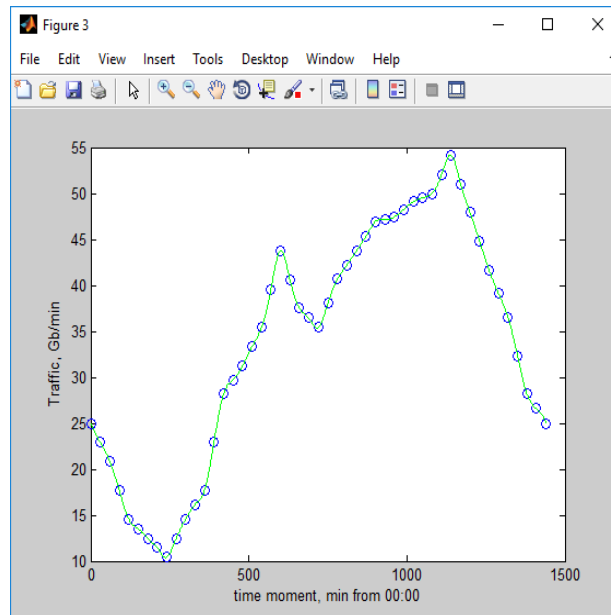 Figure 3
File Edit View Insert Tools Desktop Window Help
55
50
45
40
35
30
25
20
15
10
Traffic, Gb/min
0 500 1000 1500
time moment, min from 00:00